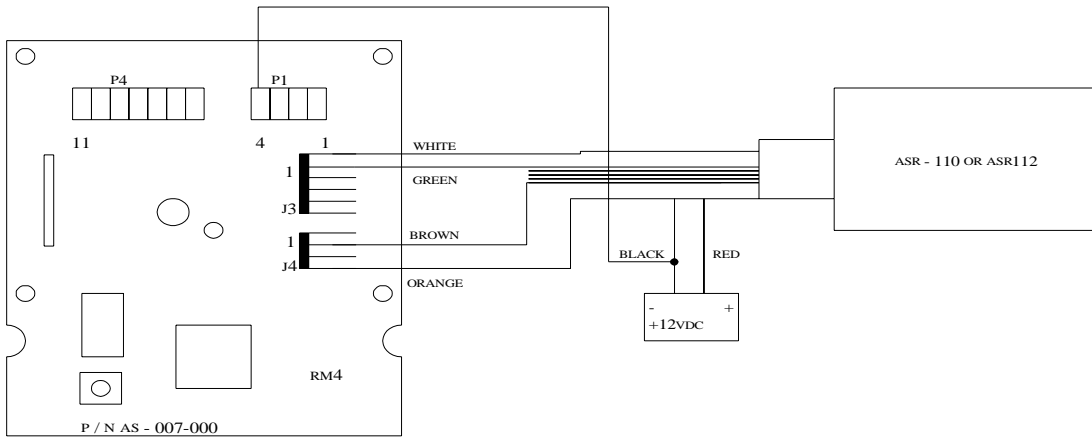 P4
P1
11
4
1
WHITE
1
GREEN
J3
BROWN
1
J4
ORANGE
BLACK
RED
ASR - 110 OR ASR112
- +
+12VDC
RM4
P / N AS - 007-000